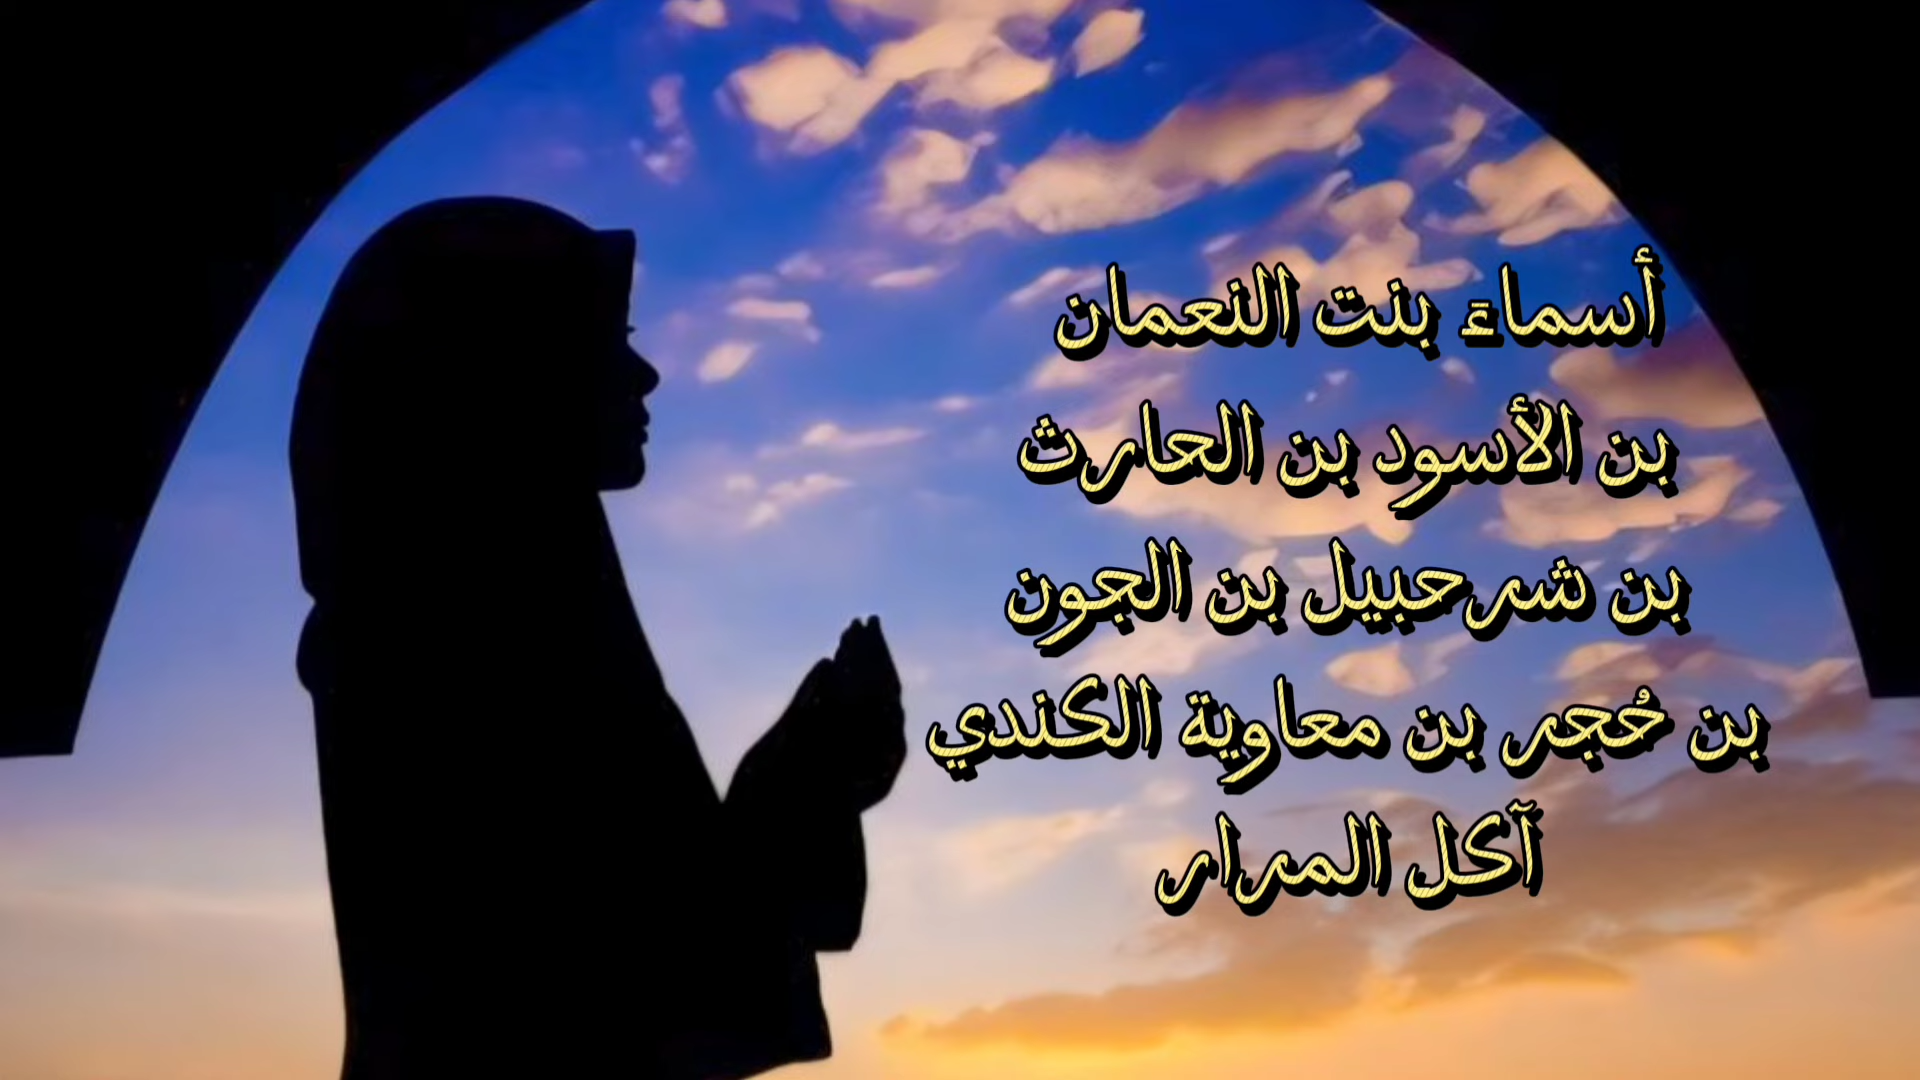 أسماءَ بنت النعمان
بن الأسود بن الحارث
بن شرحبيل بن الجون
بن حُجر بن معاوية الكندي
آكل المرار